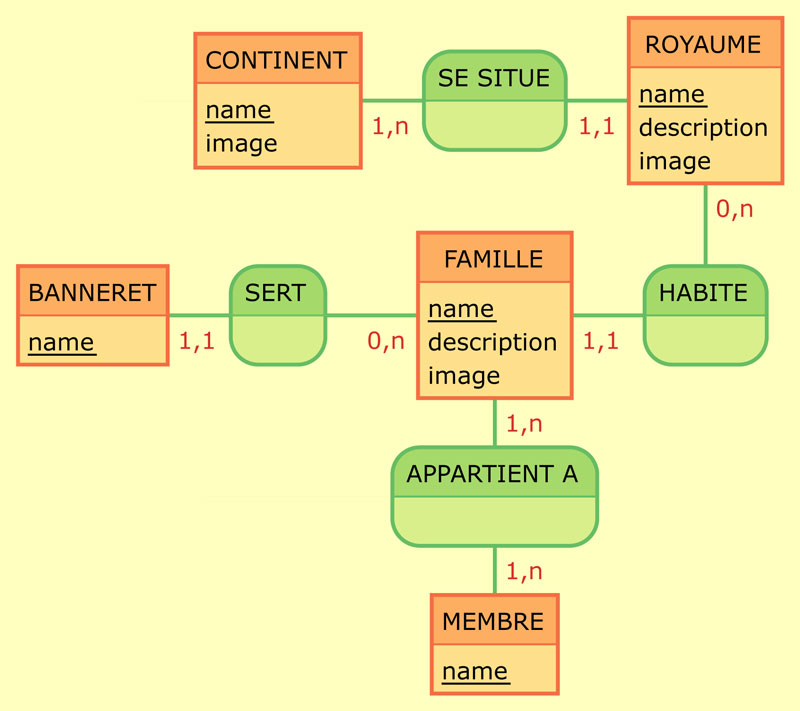 CONTINENT
name
image
1,n
SE SITUE
1,1
ROYAUME
name
description
image
0,n
BANNERET
name
1,1
SERT
0,n
FAMILLE
name
description
image
1,1
HABITE
1,n
APPARTIENT A
1,n
MEMBRE
name